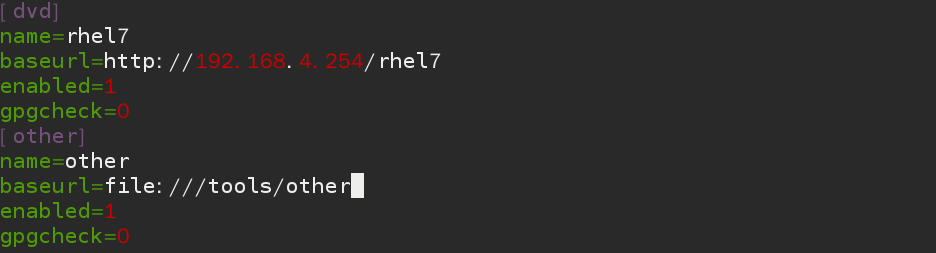 [dvd]
name=rhel7
baseurl=http://192.168.4.254/rhel7
enabled=1
gpgcheck=0
[other]
name=other
baseurl=file:///tools/other
enabled=1
gpgcheck=0